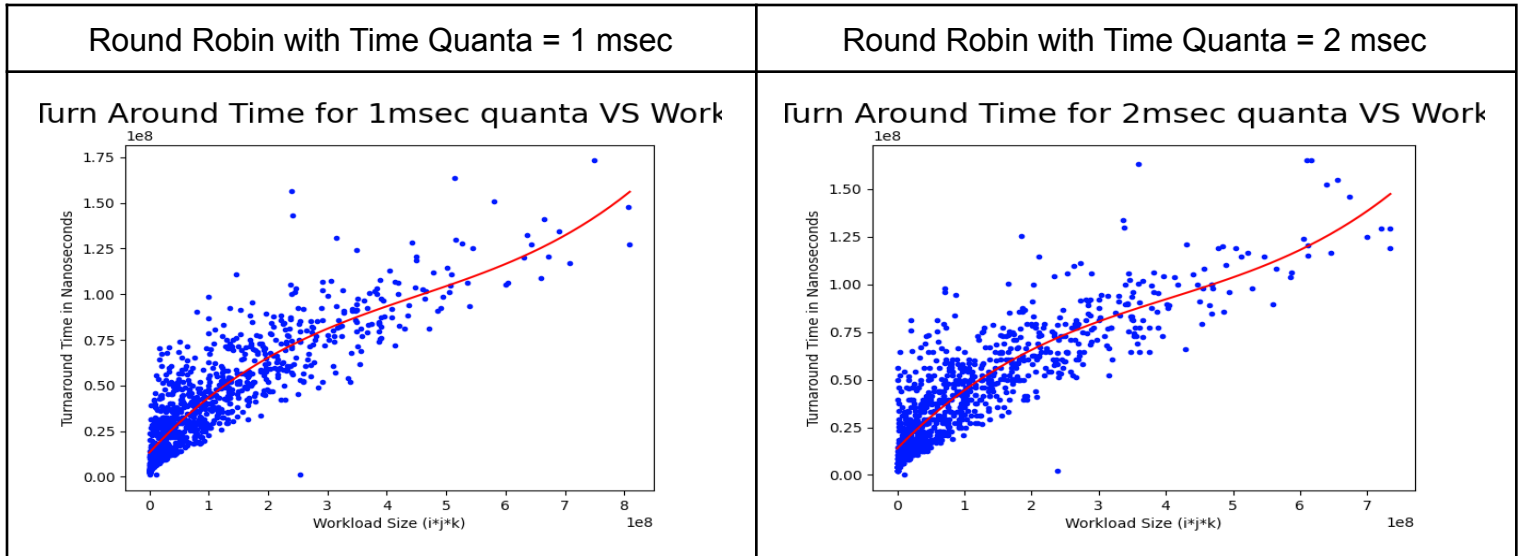 Round Robin with Time Quanta = 1 msec
Round Robin with Time Quanta = 2 msec
Turn Around Time for 1msec quanta VS Work
1e8
1.75
1.50
1.25
1.00
0.75
0.50
0.25
0.00
Turnaround Time in Nanoseconds
0 1 2 3 4 5 6 7 8
Workload Size (i*j*k)
1e8
Turn Around Time for 2msec quanta VS Work
1e8
1.50
1.25
1.00
0.75
0.50
0.25
0.00
Turnaround Time in Nanoseconds
0 1 2 3 4 5 6 7
Workload Size (i*j*k)
1e8